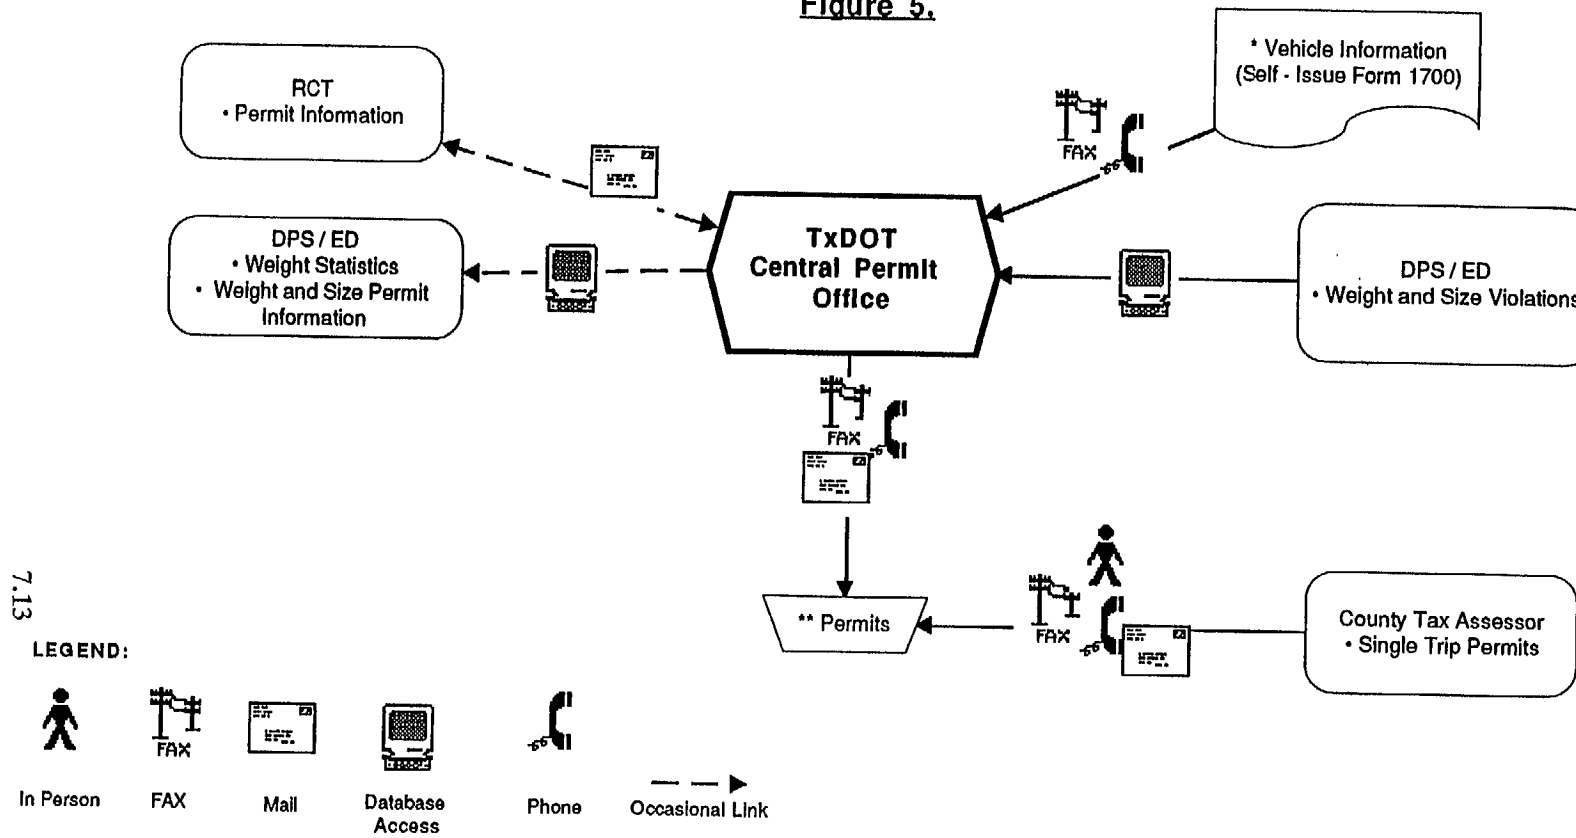 Figure 5.
RCT
• Permit Information
* Vehicle Information
(Self - Issue Form 1700)
FAX
DPS / ED
• Weight Statistics
• Weight and Size Permit
Information
TxDOT
Central Permit
Office
DPS / ED
• Weight and Size Violations
FAX
** Permits
FAX
County Tax Assessor
• Single Trip Permits
7.13
LEGEND:
FAX
In Person
FAX
Mail
Database
Access
Phone
Occasional Link